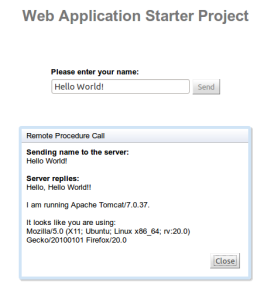 Web Application Starter Project
Please enter your name:
Hello World!
Send
Remote Procedure Call
Sending name to the server:
Hello World!
Server replies:
Hello, Hello World!!
I am running Apache Tomcat/7.0.37.
It looks like you are using:
Mozilla/5.0 (X11; Ubuntu; Linux x86_64; rv:20.0)
Gecko/20100101 Firefox/20.0
Close